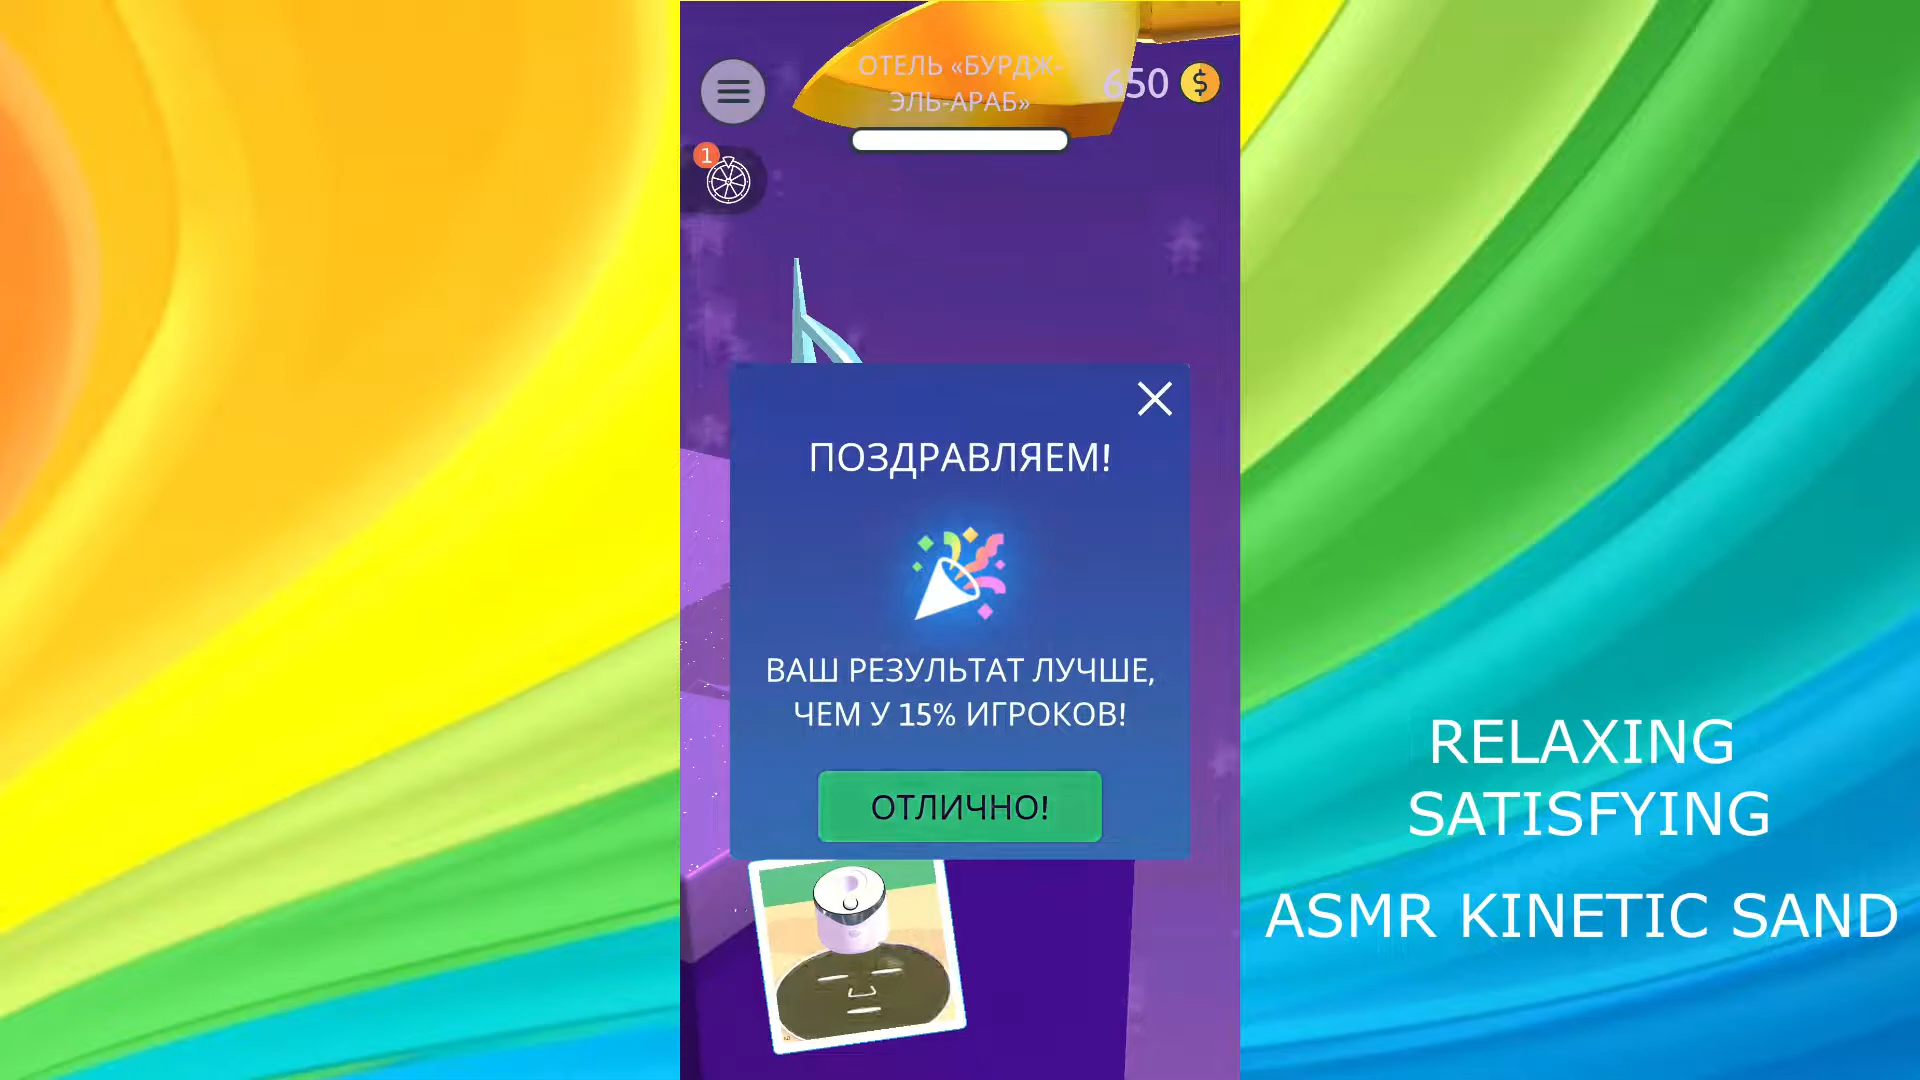 ОТЕЛЬ «БУРДЖ-
ЭЛЬ-АРАБ»
650
1
ПОЗДРАВЛЯЕМ!
ВАШ РЕЗУЛЬТАТ ЛУЧШЕ,
ЧЕМ У 15% ИГРОКОВ!
ОТЛИЧНО!
RELAXING
SATISFYING
ASMR KINETIC SAND